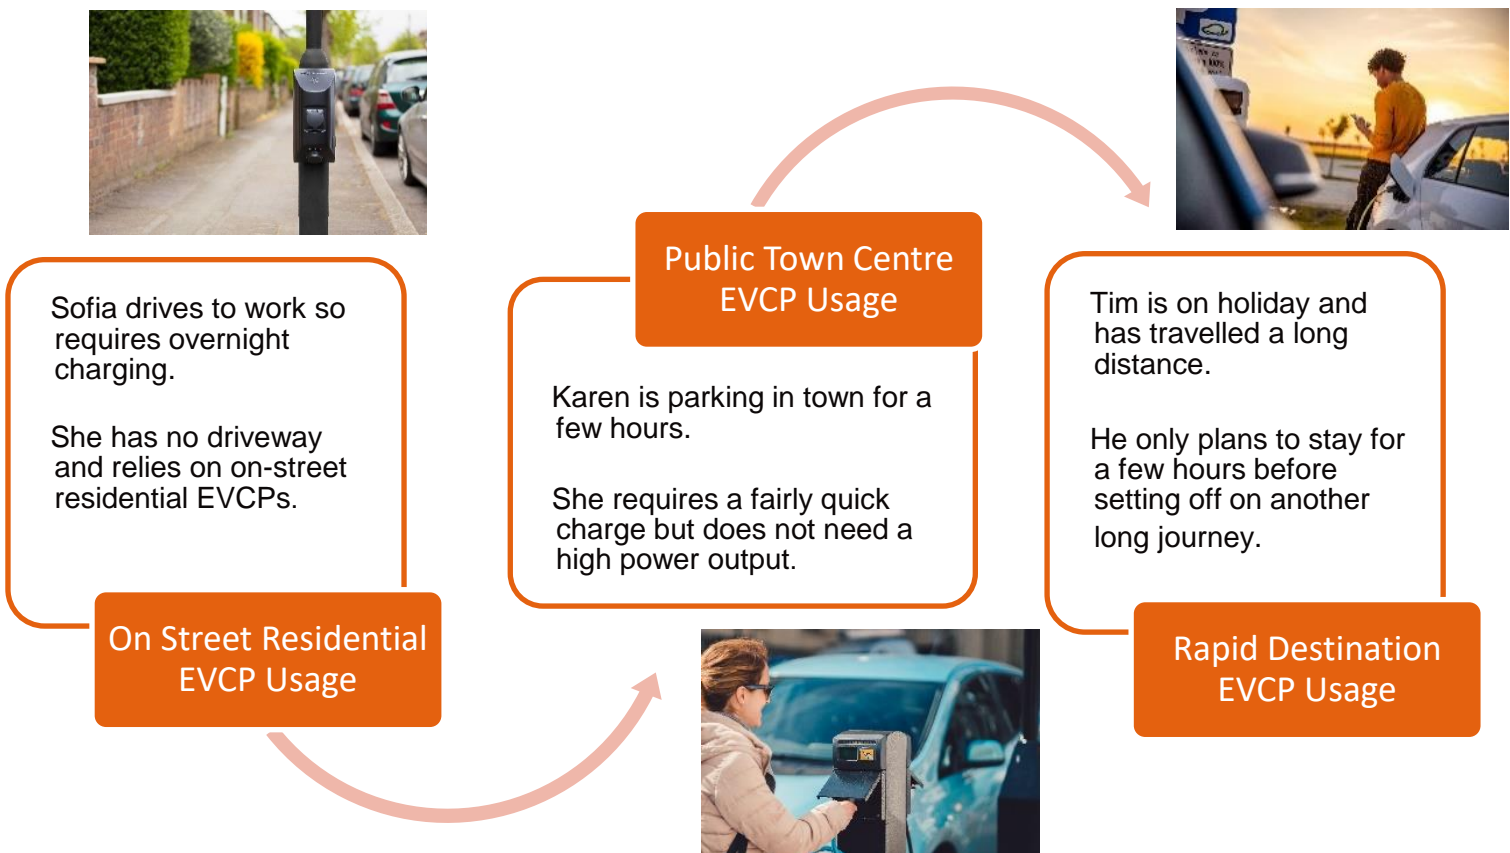 Sofia drives to work so
requires overnight
charging.
She has no driveway
and relies on on-street
residential EVCPs.
On Street Residential
EVCP Usage
Public Town Centre
EVCP Usage
Karen is parking in town for a
few hours.
She requires a fairly quick
charge but does not need a
high power output.
Tim is on holiday and
has travelled a long
distance.
He only plans to stay for
a few hours before
setting off on another
long journey.
Rapid Destination
EVCP Usage